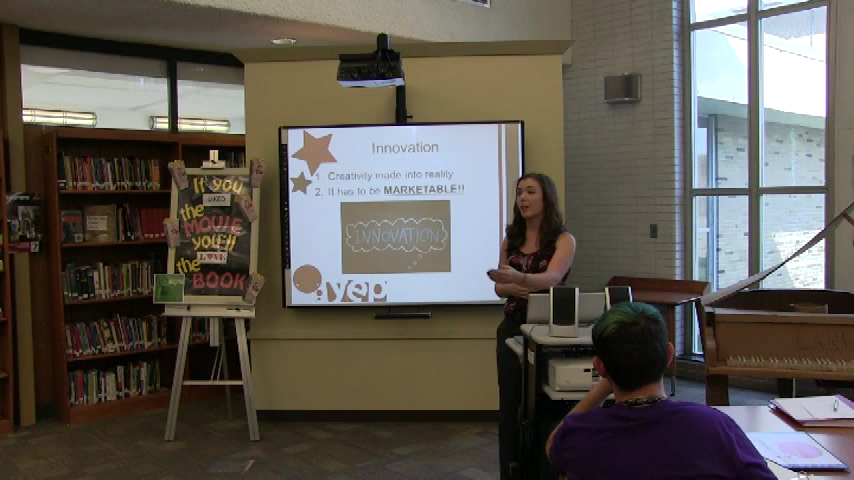 Innovation
1. Creativity made into reality
2. It has to be MARKETABLE!!
INNOVATION
ayep
If you
LIKED
the
MOVIE
you'll
LOVE
the BOOK